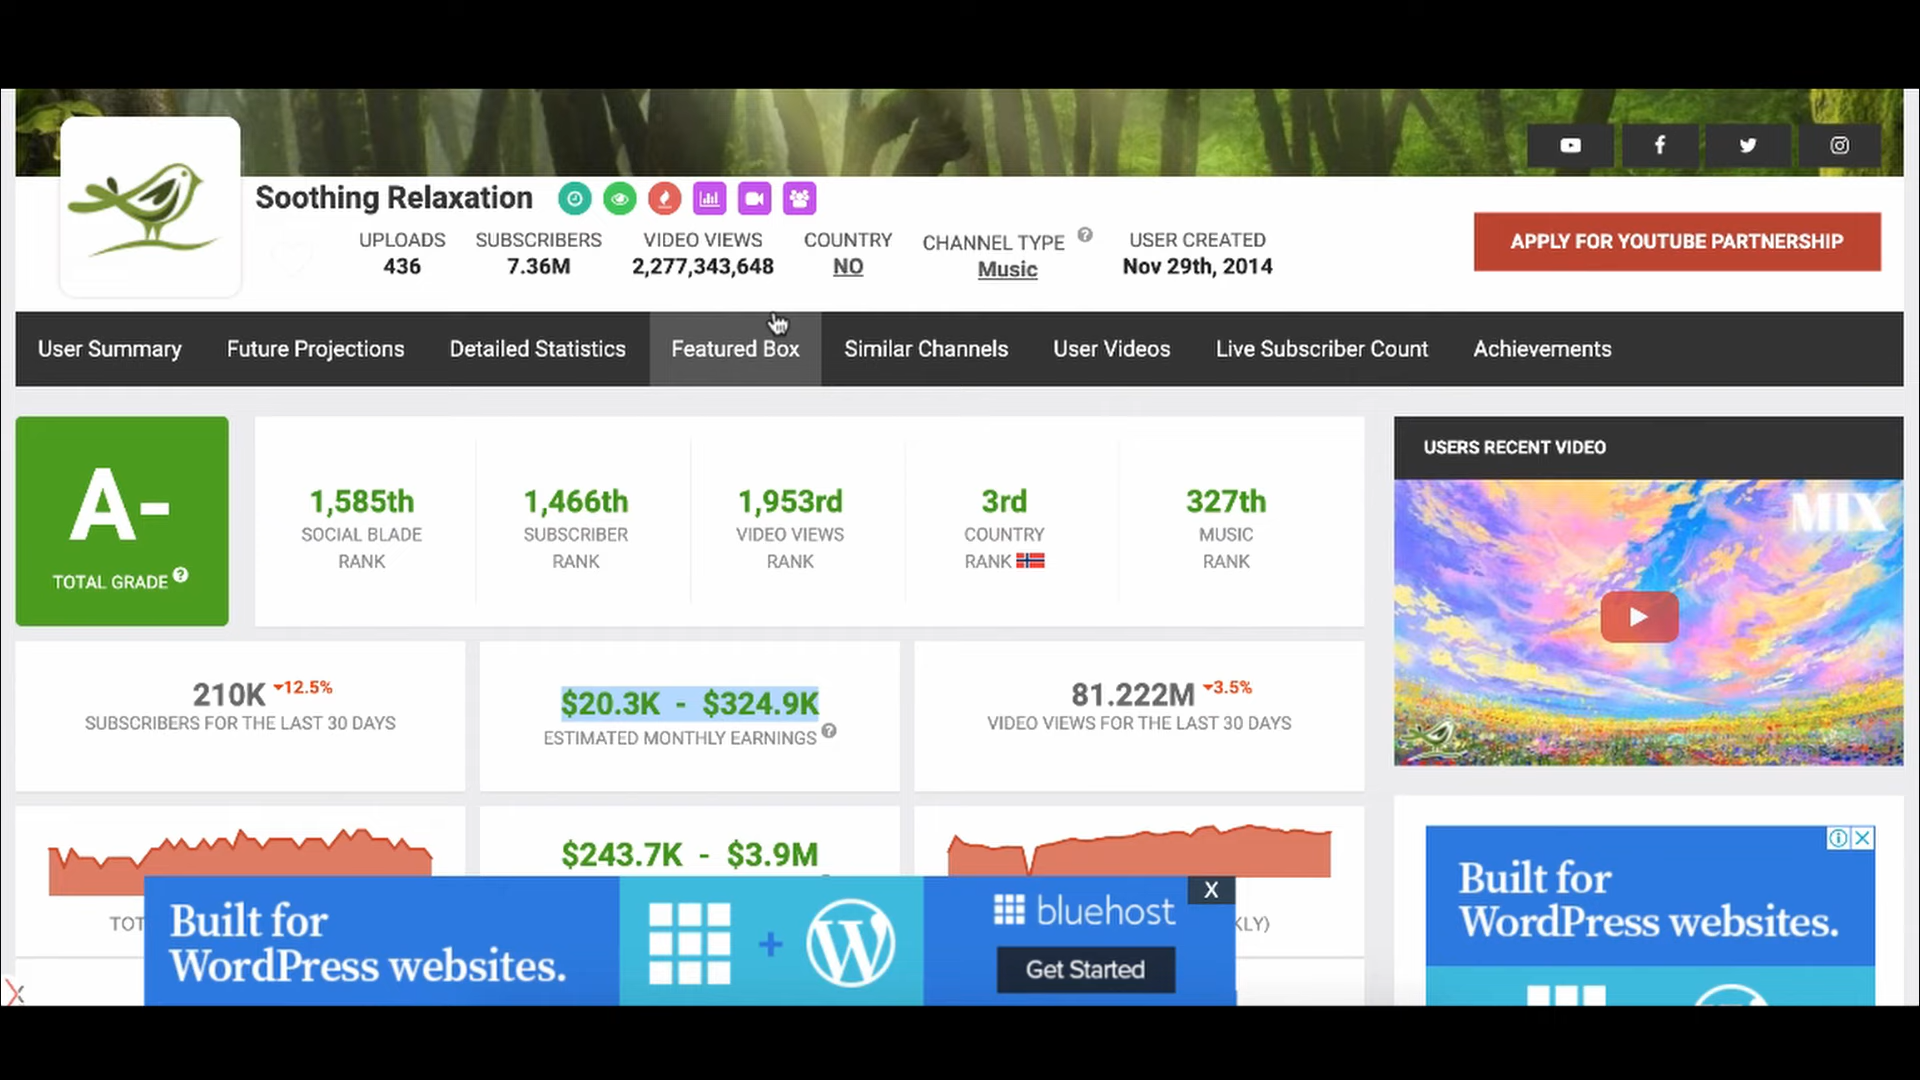 Soothing Relaxation
UPLOADS
436
SUBSCRIBERS
7.36M
VIDEO VIEWS
2,277,343,648
COUNTRY
NO
CHANNEL TYPE
Music
USER CREATED
Nov 29th, 2014
APPLY FOR YOUTUBE PARTNERSHIP
User Summary
Future Projections
Detailed Statistics
Featured Box
Similar Channels
User Videos
Live Subscriber Count
Achievements
A-
TOTAL GRADE
1,585th
SOCIAL BLADE
RANK
1,466th
SUBSCRIBER
RANK
1,953rd
VIDEO VIEWS
RANK
3rd
COUNTRY
RANK
327th
MUSIC
RANK
USERS RECENT VIDEO
MIX
210K 12.5%
SUBSCRIBERS FOR THE LAST 30 DAYS
$20.3K - $324.9K
ESTIMATED MONTHLY EARNINGS
81.222M 3.5%
VIDEO VIEWS FOR THE LAST 30 DAYS
$243.7K - $3.9M
TOT
KLY)
Built for
WordPress websites.
+
bluehost
Get Started
X
Built for
WordPress websites.